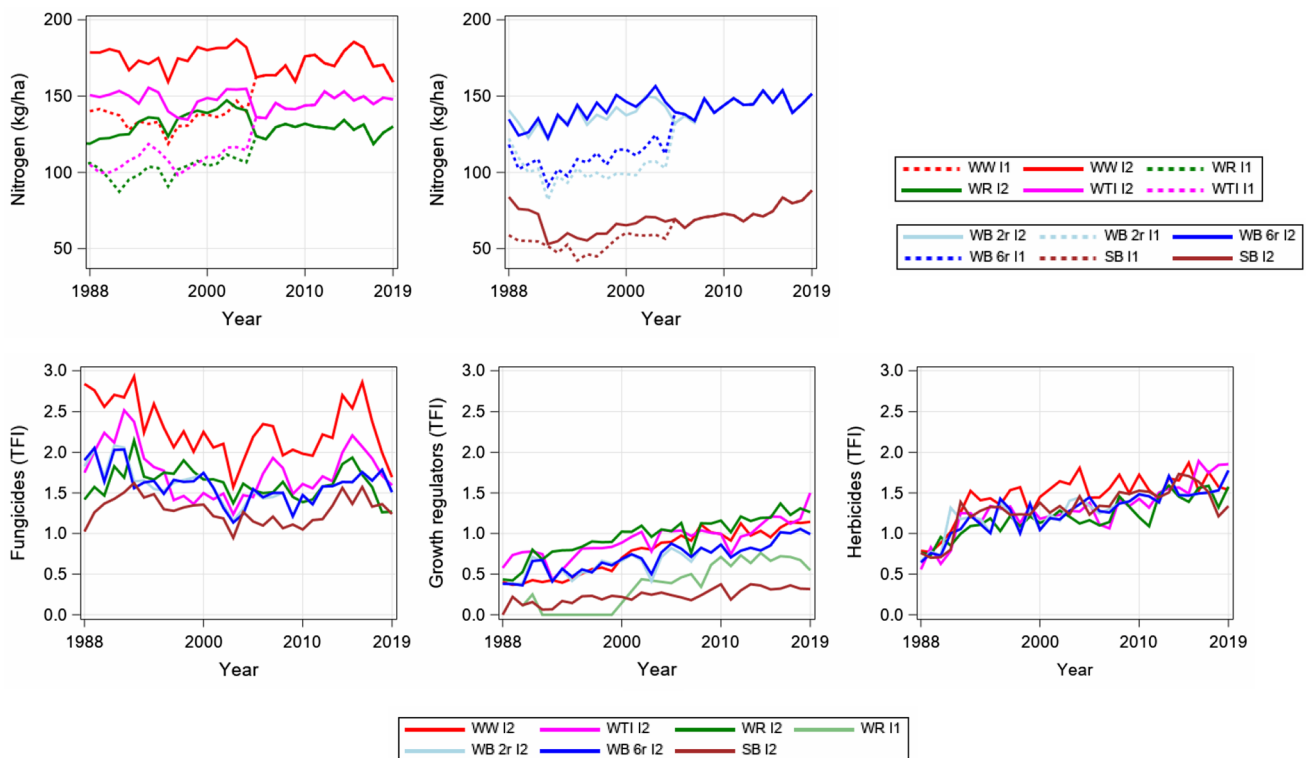 200
150
100
50
Nitrogen (kg/ha)
1988 2000 2010 2019
Year
200
150
100
50
Nitrogen (kg/ha)
1988 2000 2010 2019
Year
WW I1 WW I2 WR I1
WR I2 WTI I2 WTI I1
WB 2r I2 WB 2r I1 WB 6r I2
WB 6r I1 SB I1 SB I2
3.0
2.5
2.0
1.5
1.0
0.5
0.0
Fungicides (TFI)
1988 2000 2010 2019
Year
3.0
2.5
2.0
1.5
1.0
0.5
0.0
Growth regulators (TFI)
1988 2000 2010 2019
Year
3.0
2.5
2.0
1.5
1.0
0.5
0.0
Herbicides (TFI)
1988 2000 2010 2019
Year
WW I2 WTI I2 WR I2 WR I1
WB 2r I2 WB 6r I2 SB I2